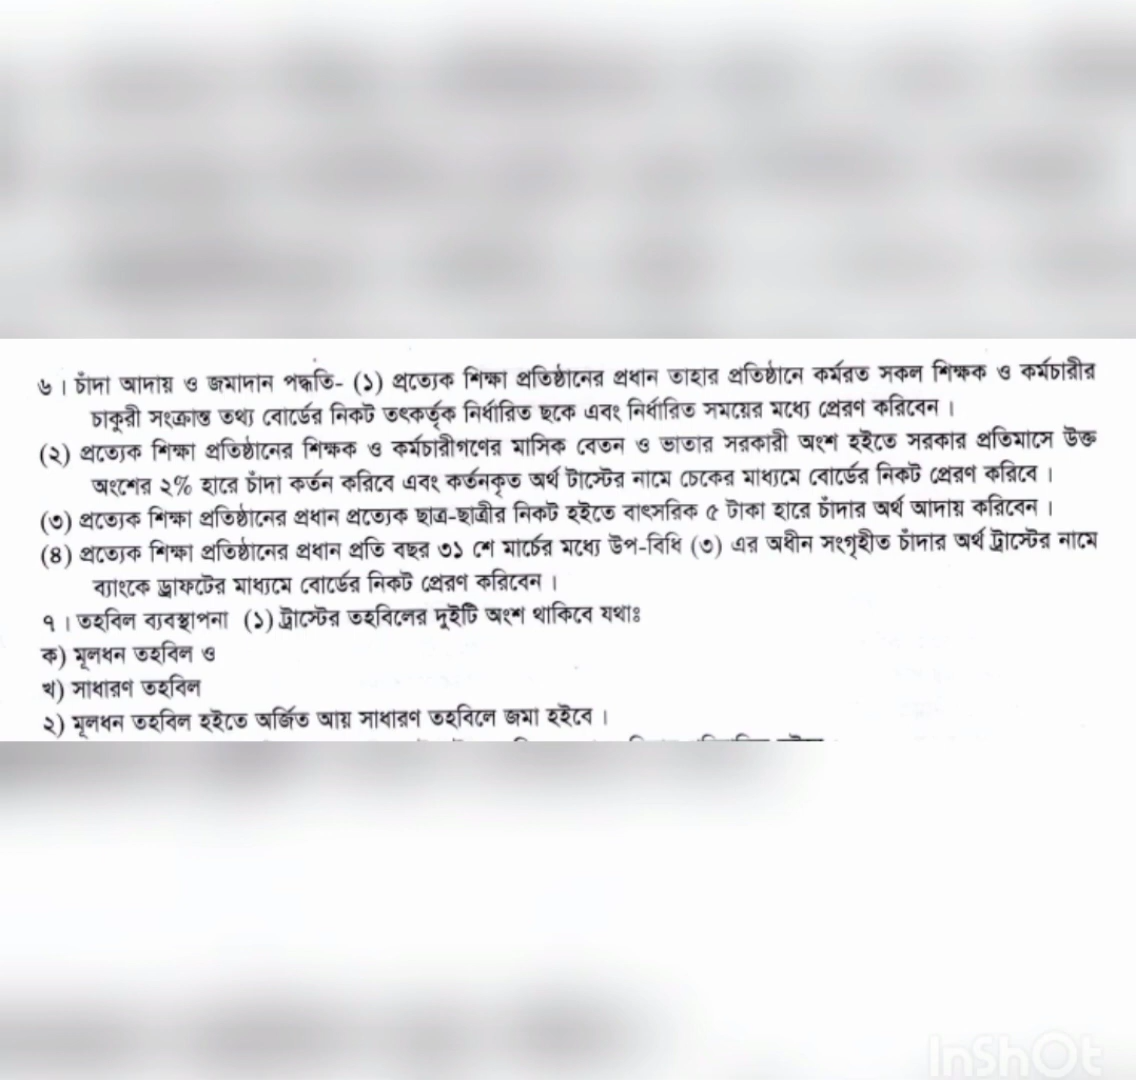 ৬। চাঁদা আদায় ও জমাদান পদ্ধতি- (১) প্রত্যেক শিক্ষা প্রতিষ্ঠানের প্রধান তাহার প্রতিষ্ঠানে কর্মরত সকল শিক্ষক ও কর্মচারীর
চাকুরী সংক্রান্ত তথ্য বোর্ডের নিকট তৎকর্তৃক নির্ধারিত ছকে এবং নির্ধারিত সময়ের মধ্যে প্রেরণ করিবেন।
(২) প্রত্যেক শিক্ষা প্রতিষ্ঠানের শিক্ষক ও কর্মচারীগণের মাসিক বেতন ও ভাতার সরকারী অংশ হইতে সরকার প্রতিমাসে উক্ত
অংশের ২% হারে চাঁদা কর্তন করিবে এবং কর্তনকৃত অর্থ টাস্টের নামে চেকের মাধ্যমে বোর্ডের নিকট প্রেরণ করিবে।
(৩) প্রত্যেক শিক্ষা প্রতিষ্ঠানের প্রধান প্রত্যেক ছাত্র-ছাত্রীর নিকট হইতে বাৎসরিক ৫ টাকা হারে চাঁদার অর্থ আদায় করিবেন।
(৪) প্রত্যেক শিক্ষা প্রতিষ্ঠানের প্রধান প্রতি বছর ৩১ শে মার্চের মধ্যে উপ-বিধি (৩) এর অধীন সংগৃহীত চাঁদার অর্থ ট্রাস্টের নামে
ব্যাংকে ড্রাফটের মাধ্যমে বোর্ডের নিকট প্রেরণ করিবেন।
৭। তহবিল ব্যবস্থাপনা (১) ট্রাস্টের তহবিলের দুইটি অংশ থাকিবে যথাঃ
ক) মূলধন তহবিল ও
খ) সাধারণ তহবিল
২) মূলধন তহবিল হইতে অর্জিত আয় সাধারণ তহবিলে জমা হইবে।
InShOt